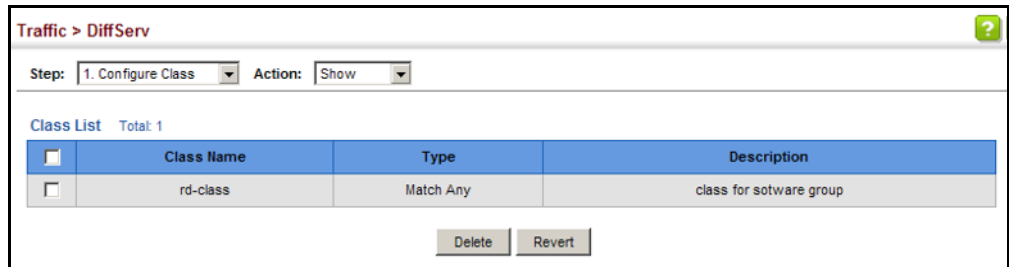 Traffic > DiffServ
?
Step: 1. Configure Class Action: Show
Class List Total: 1
Class Name Type Description
rd-class Match Any class for sotware group
Delete Revert